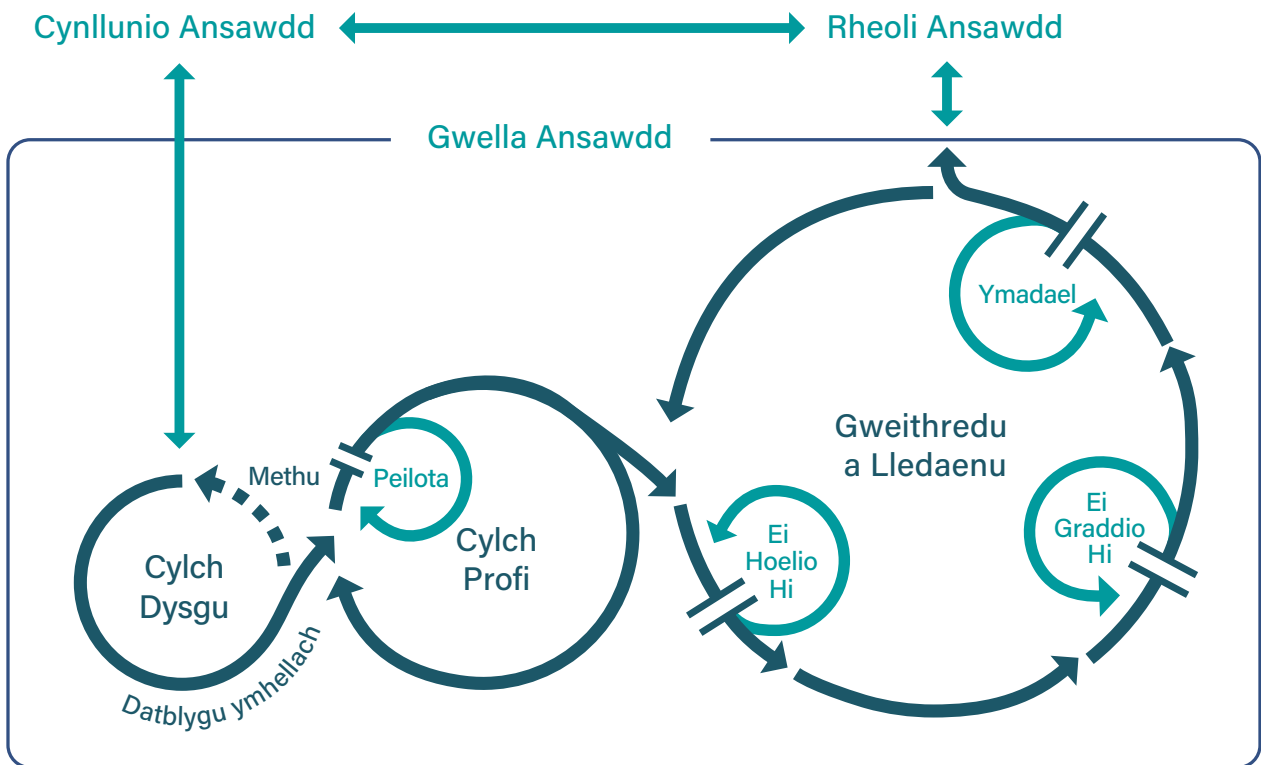 Cynllunio Ansawdd
Rheoli Ansawdd
Gwella Ansawdd
Ymadael
Gweithredu
a Lledaenu
Methu
Peilota
Cylch
Profi
Ei
Hoelio
Hi
Ei
Graddio
Hi
Cylch
Dysgu
Datblygu ymhellach